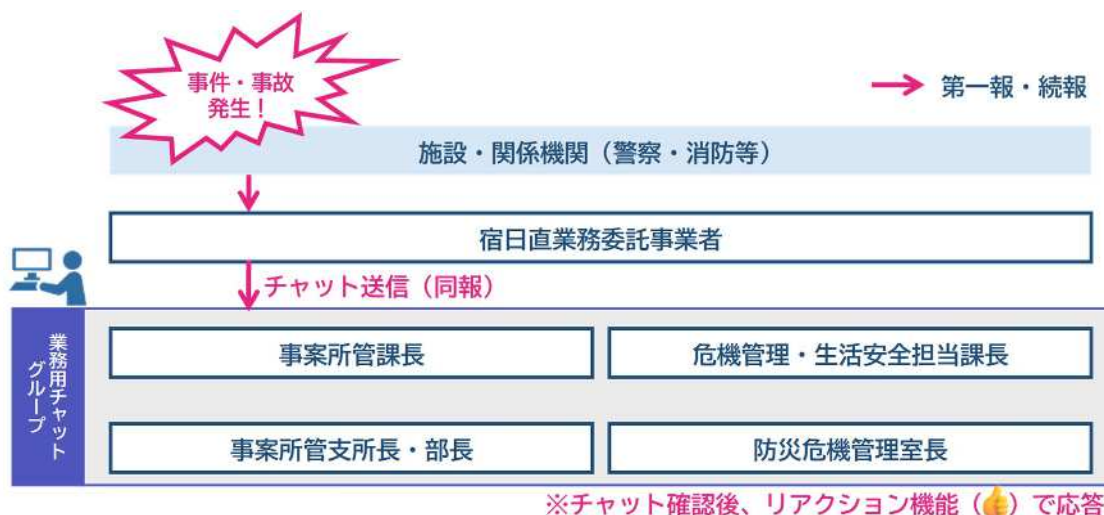 事件・事故
発生!
第一報・続報
施設・関係機関(警察・消防等)
宿日直業務委託事業者
チャット送信(同報)
業務用チャット
グループ
事案所管課長
危機管理・生活安全担当課長
事案所管支所長・部長
防災危機管理室長
※チャット確認後、リアクション機能(👍)で応答